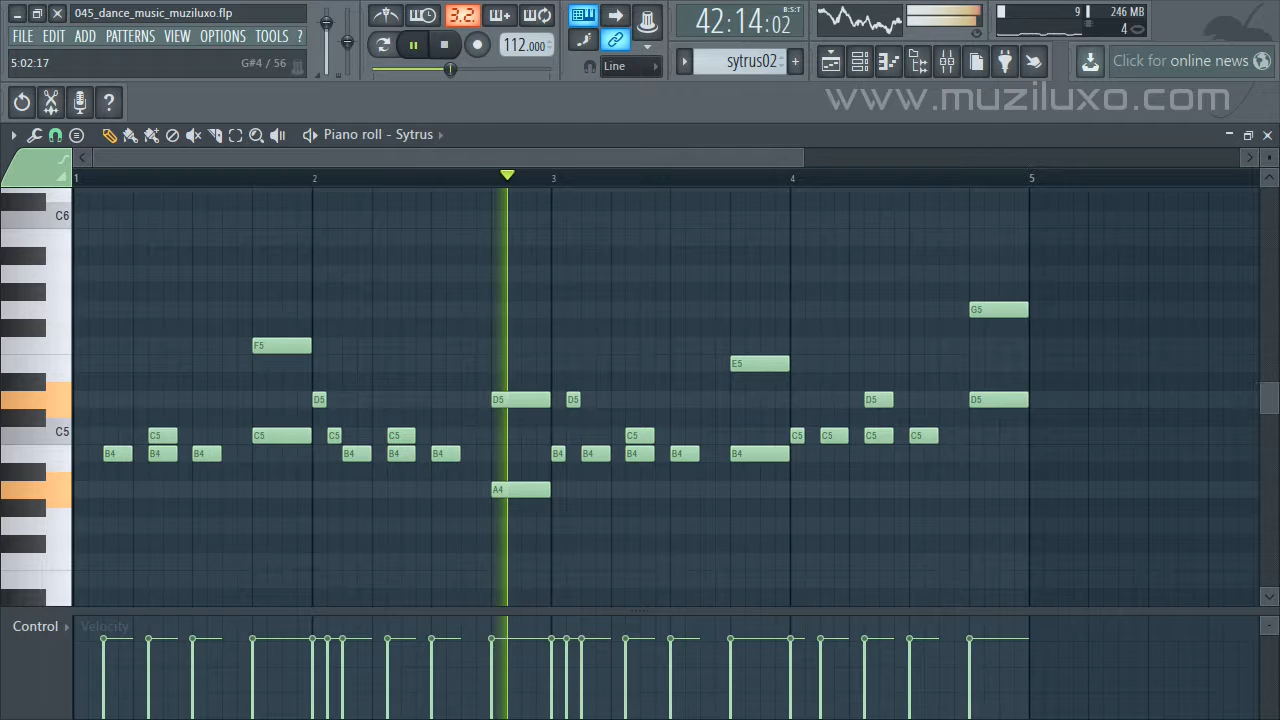 045_dance_music_muziluxo.flp
FILE EDIT ADD PATTERNS VIEW OPTIONS TOOLS ?
5:02:17 G#4 / 56
3.2.
112.000
Line
42:14:02 B:S:T
sytrus02
9 246 MB
4
Click for online news
www.muziluxo.com
Piano roll - Sytrus
1 2 3 4 5
C6
G5
F5
E5
D5 D5 D5 D5 D5
C5 C5 C5 C5 C5 C5 C5 C5 C5 C5
B4 B4 B4 B4 B4 B4 B4 B4 B4 B4 B4
A4
Control Velocity